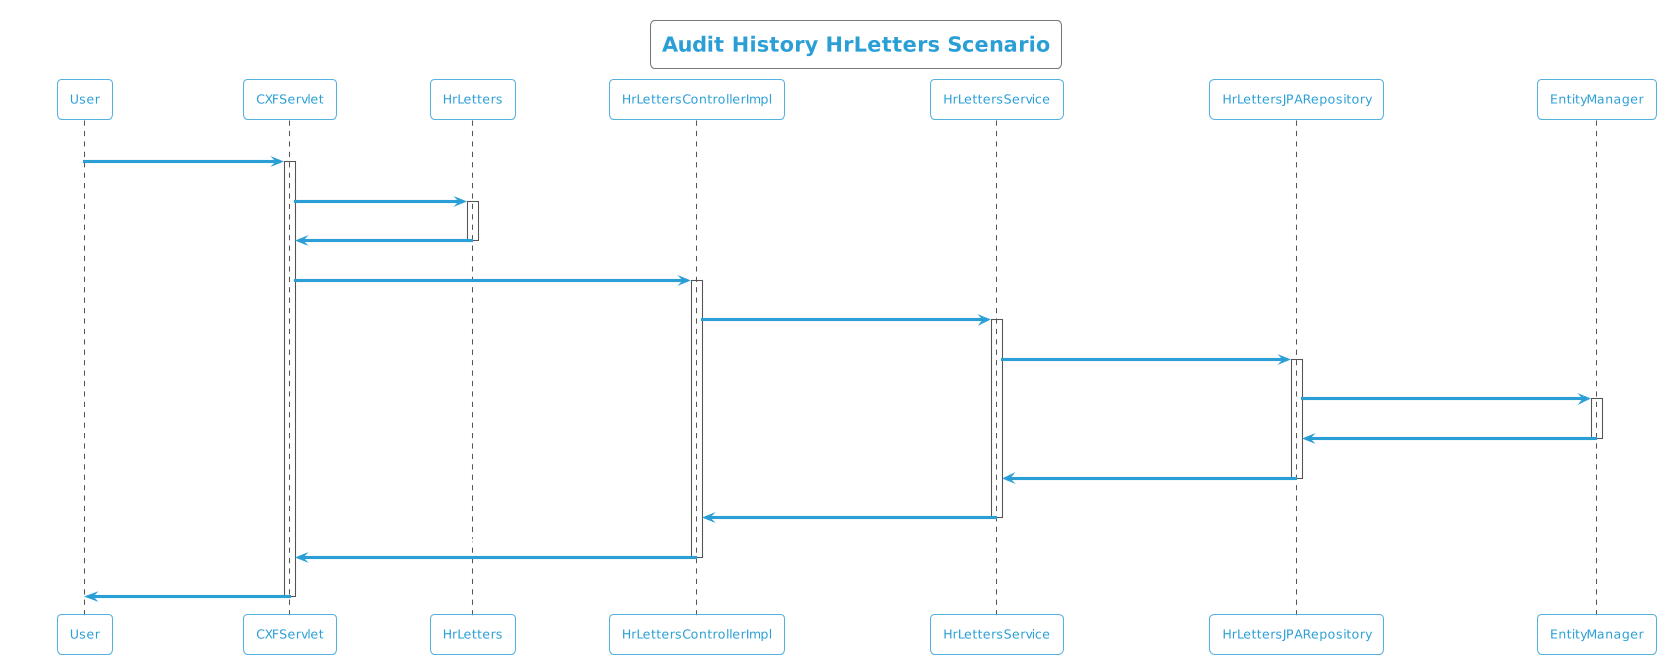 Audit History HrLetters Scenario
User
CXFServlet
HrLetters
HrLettersControllerImpl
HrLettersService
HrLettersJPARepository
EntityManager
User
CXFServlet
HrLetters
HrLettersControllerImpl
HrLettersService
HrLettersJPARepository
EntityManager